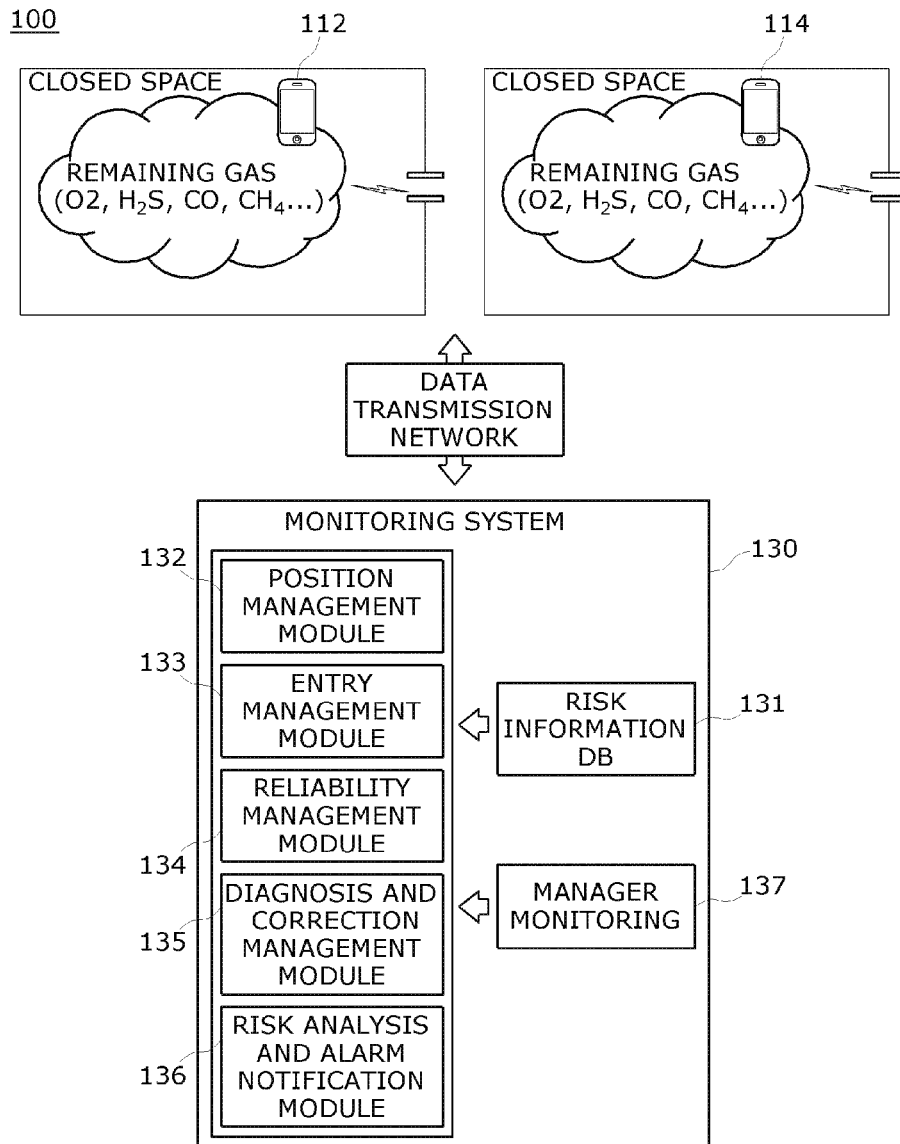 100
112
114
CLOSED SPACE
REMAINING GAS
(O2, H₂S, CO, CH₄...)
CLOSED SPACE
REMAINING GAS
(O2, H₂S, CO, CH₄...)
DATA
TRANSMISSION
NETWORK
MONITORING SYSTEM
130
132
POSITION
MANAGEMENT
MODULE
133
ENTRY
MANAGEMENT
MODULE
RISK
INFORMATION
DB
131
134
RELIABILITY
MANAGEMENT
MODULE
135
DIAGNOSIS AND
CORRECTION
MANAGEMENT
MODULE
MANAGER
MONITORING
137
136
RISK ANALYSIS
AND ALARM
NOTIFICATION
MODULE